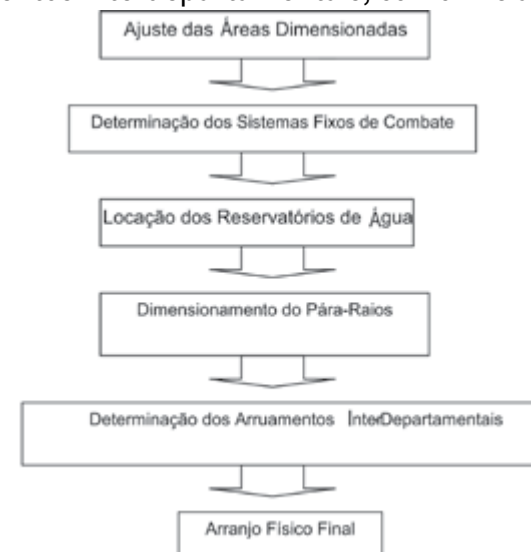 Ajuste das Áreas Dimensionadas
Determinação dos Sistemas Fixos de Combate
Locação dos Reservatórios de Água
Dimensionamento do Pára-Raios
Determinação dos Arruamentos InterDepartamentais
Arranjo Físico Final